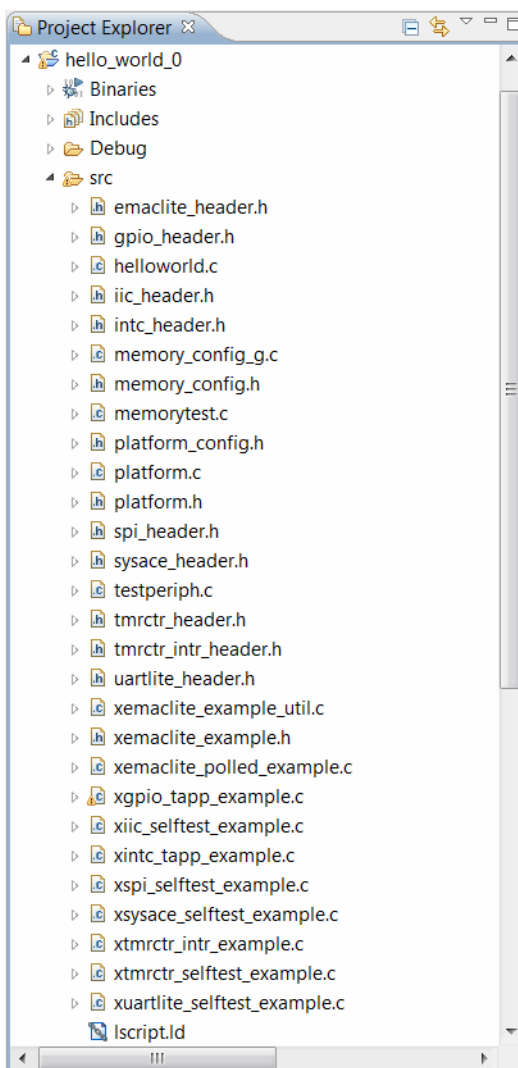 Project Explorer
hello_world_0
Binaries
Includes
Debug
src
emaclite_header.h
gpio_header.h
helloworld.c
iic_header.h
intc_header.h
memory_config_g.c
memory_config.h
memorytest.c
platform_config.h
platform.c
platform.h
spi_header.h
sysace_header.h
testperiph.c
tmrctr_header.h
tmrctr_intr_header.h
uartlite_header.h
xemaclite_example_util.c
xemaclite_example.h
xemaclite_polled_example.c
xgpio_tapp_example.c
xiic_selftest_example.c
xintc_tapp_example.c
xspi_selftest_example.c
xsysace_selftest_example.c
xtmrctr_intr_example.c
xtmrctr_selftest_example.c
xuartlite_selftest_example.c
lscript.ld